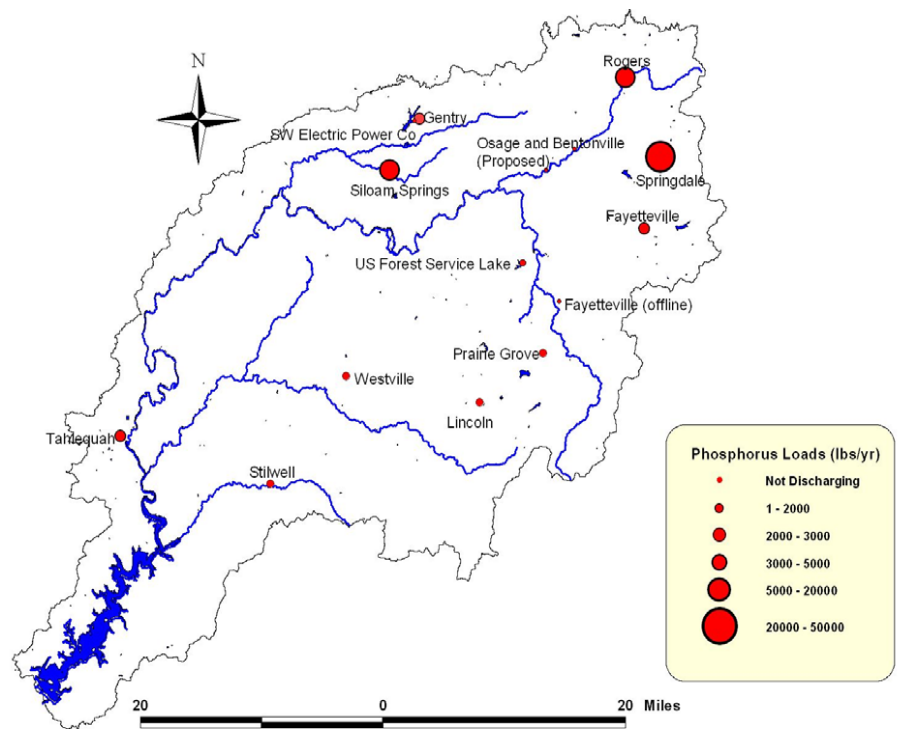 N
Rogers
Gentry
SW Electric Power Co
Osage and Bentonville
(Proposed)
Siloam Springs
Springdale
Fayetteville
US Forest Service Lake
Fayetteville (offline)
Prairie Grove
Westville
Lincoln
Tahlequah
Stilwell
Phosphorus Loads (lbs/yr)
Not Discharging
1 - 2000
2000 - 3000
3000 - 5000
5000 - 20000
20000 - 50000
20 0 20 Miles